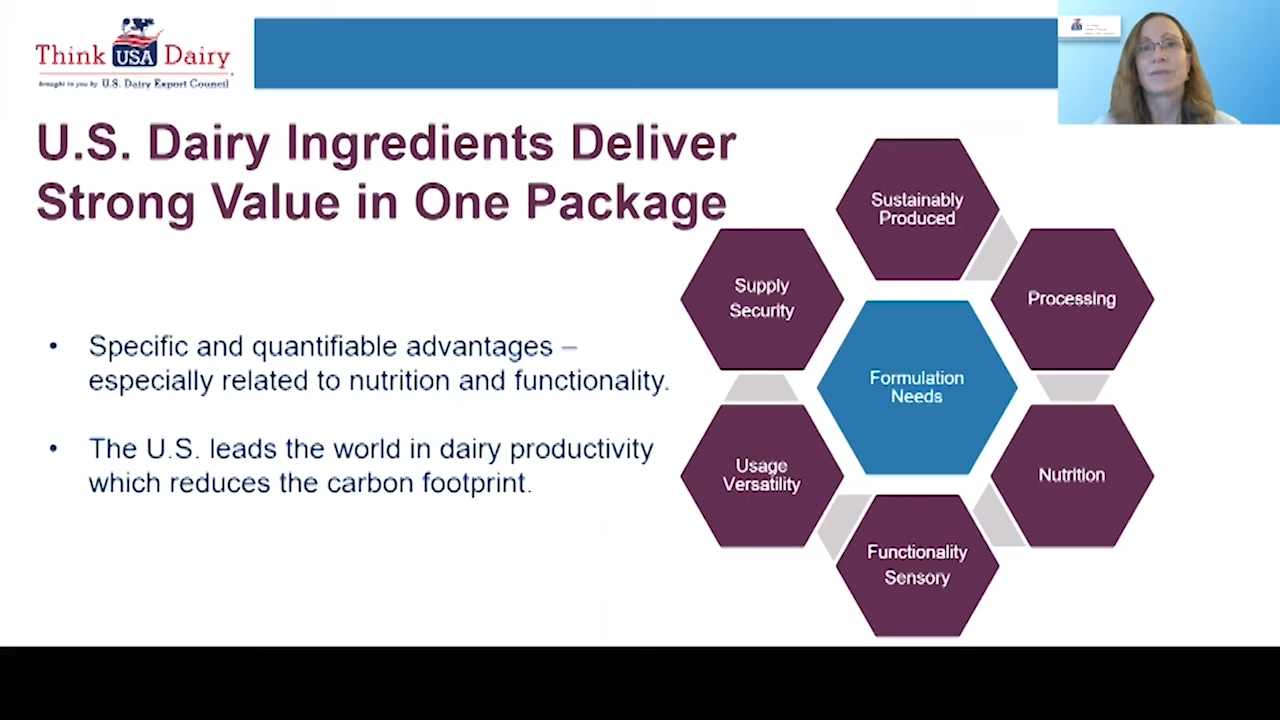 Think USA Dairy
brought to you by U.S. Dairy Export Council
U.S. Dairy Ingredients Deliver
Strong Value in One Package
• Specific and quantifiable advantages –
especially related to nutrition and functionality.
• The U.S. leads the world in dairy productivity
which reduces the carbon footprint.
Sustainably
Produced
Supply
Security
Processing
Formulation
Needs
Usage
Versatility
Nutrition
Functionality
Sensory